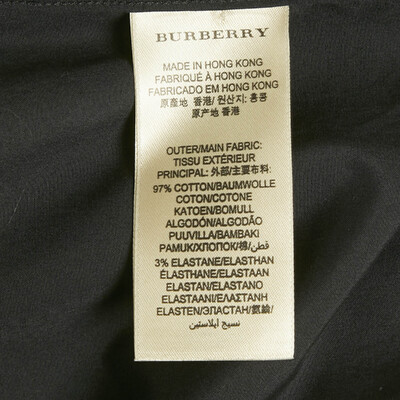 BURBERRY
MADE IN HONG KONG
FABRIQUÉ À HONG KONG
FABRICADO EM HONG KONG
原產地 香港/ 원산지: 홍콩
原产地 香港
OUTER/MAIN FABRIC:
TISSU EXTÉRIEUR
PRINCIPAL: 外部/主要布料:
97% COTTON/BAUMWOLLE
COTON/COTONE
KATOEN/BOMULL
ALGODÓN/ALGODÃO
PUUVILLA/BAMBAKI
PAMUK/ХЛОПОК/棉/قطن
3% ELASTANE/ELASTHAN
ÉLASTHANE/ELASTAAN
ELASTAN/ELASTANO
ELASTAANI/ΕΛΑΣΤΑΝΗ
ELASTEN/ЭЛАСТАН/氨綸/
نسيج ايلاستين